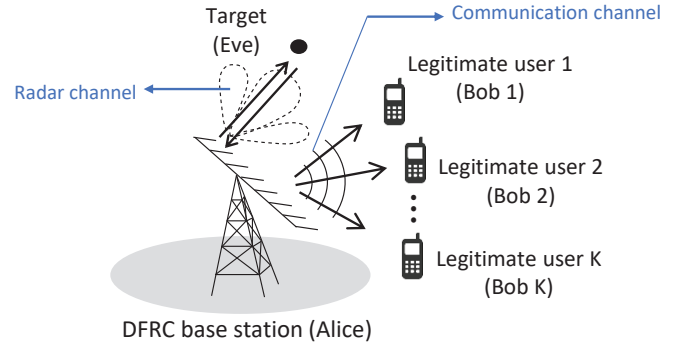 Target
(Eve)
Communication channel
Radar channel
Legitimate user 1
(Bob 1)
Legitimate user 2
(Bob 2)
Legitimate user K
(Bob K)
DFRC base station (Alice)